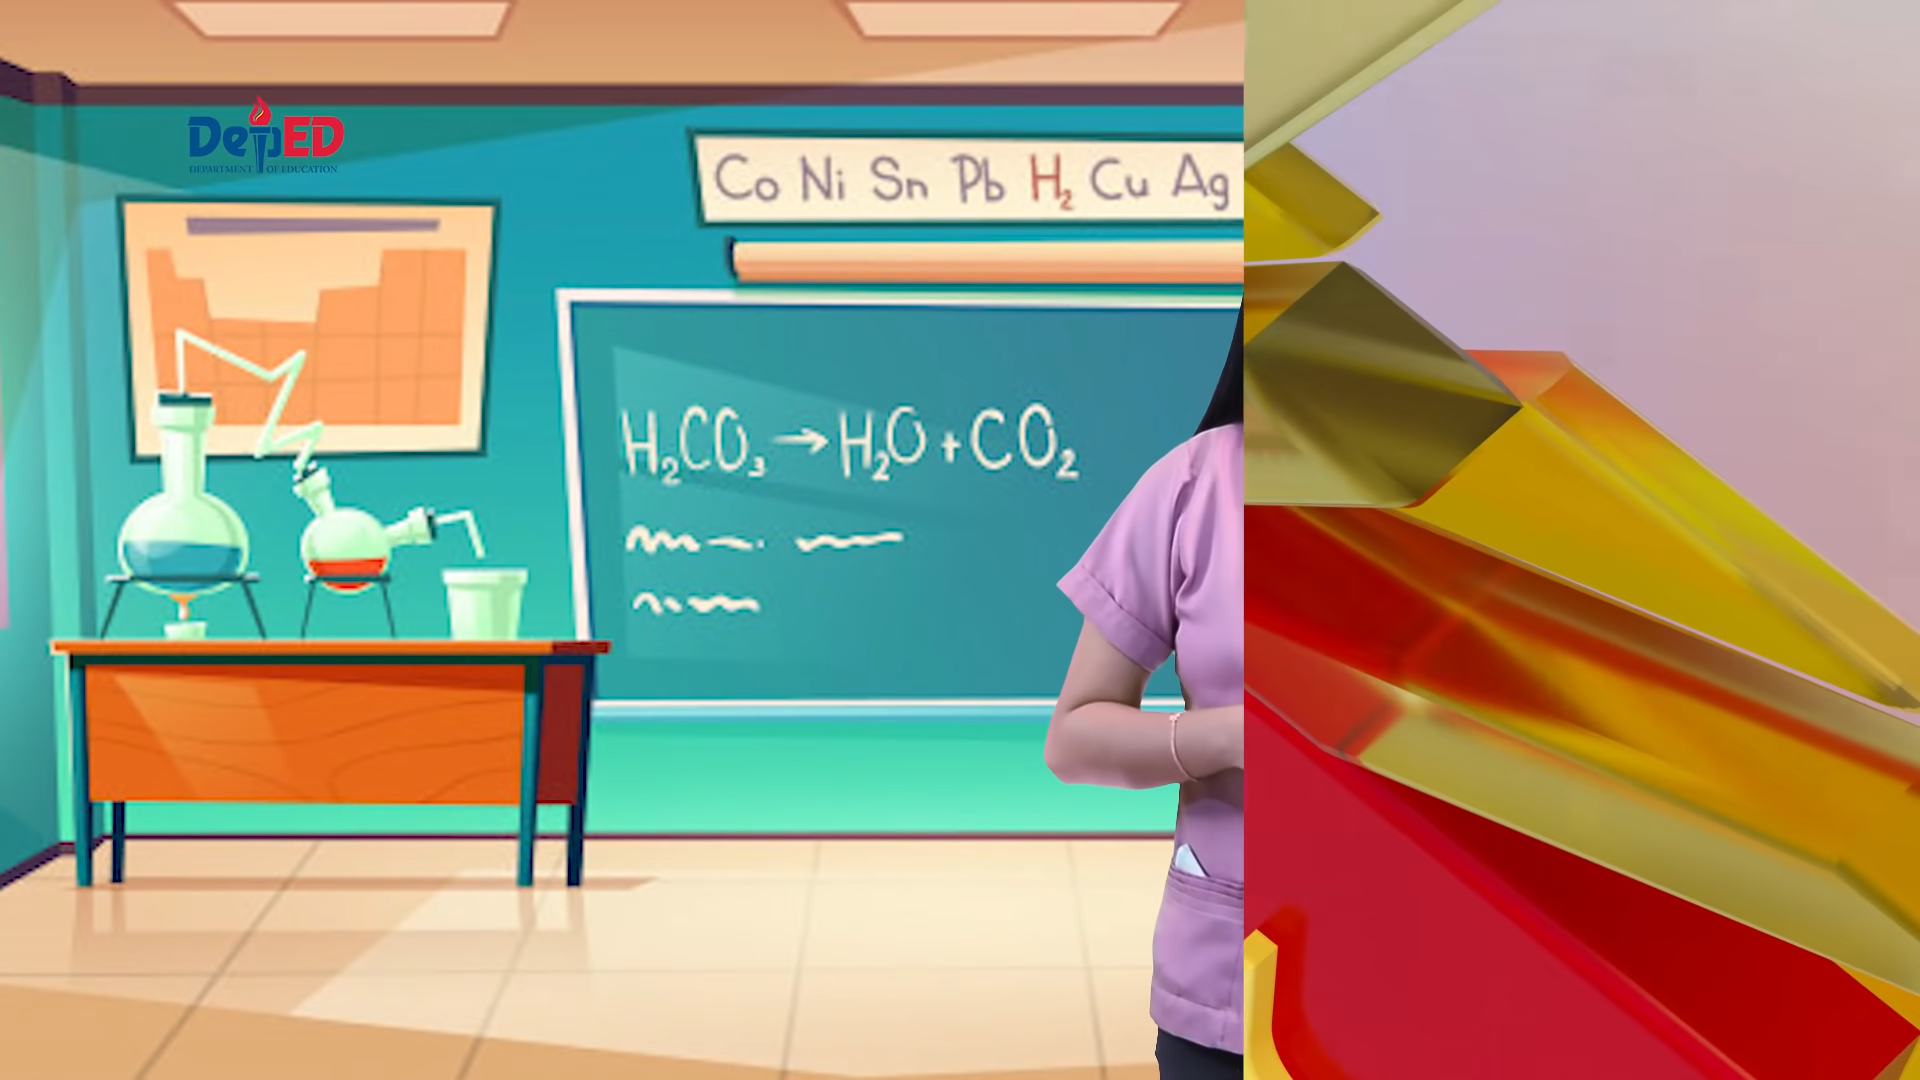 DepED
DEPARTMENT OF EDUCATION
Co Ni Sn Pb H₂ Cu Ag
H₂CO₃ → H₂O + CO₂